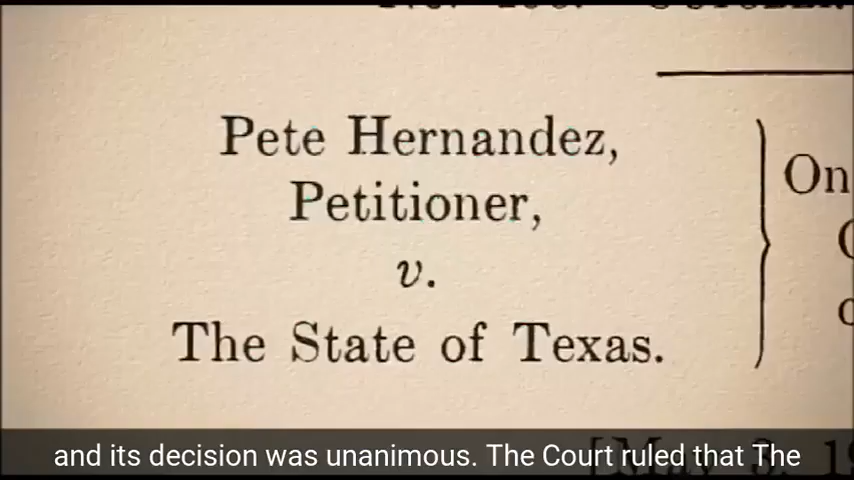 Pete Hernandez,
Petitioner,
v.
The State of Texas.
On
and its decision was unanimous. The Court ruled that The